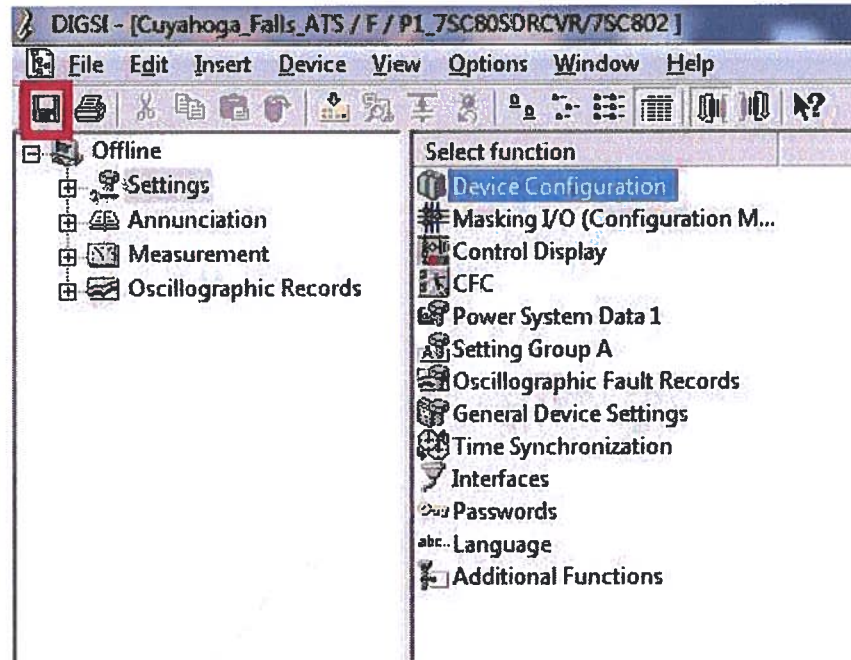 DIGSI - [Cuyahoga_Falls_ATS / F / P1_7SC80SDRCVR/7SC802 ]
File Edit Insert Device View Options Window Help
Offline
Settings
Annunciation
Measurement
Oscillographic Records
Select function
Device Configuration
Masking I/O (Configuration M...
Control Display
CFC
Power System Data 1
Setting Group A
Oscillographic Fault Records
General Device Settings
Time Synchronization
Interfaces
Passwords
abc.. Language
Additional Functions